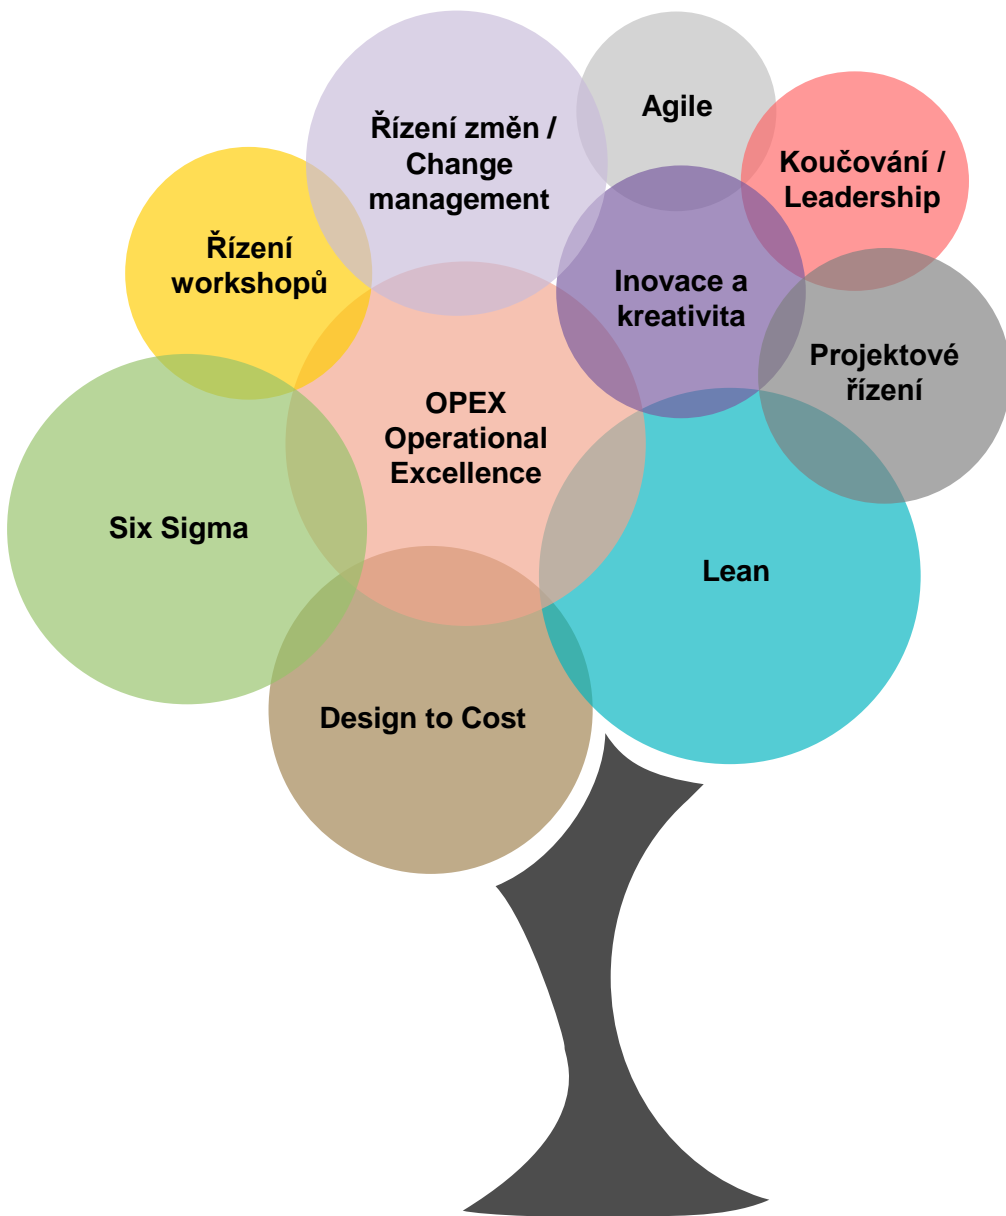 Agile
Řízení změn /
Change
management
Koučování /
Leadership
Řízení
workshopů
Inovace a
kreativita
Projektové
řízení
OPEX
Operational
Excellence
Six Sigma
Lean
Design to Cost